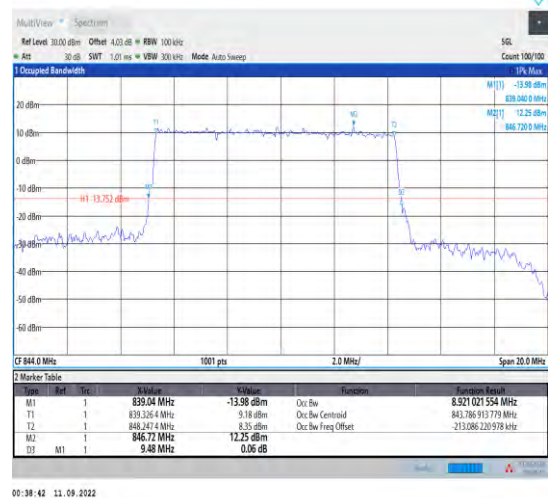 MultiView Spectrum
Ref Level 30.00 dBm Offset 4.03 dB RBW 100 kHz SGL
Att 30 dB SWT 1.01 ms VBW 300 kHz Mode Auto Sweep Count 100/100
1 Occupied Bandwidth 1Pk Max
M1[1] -13.98 dBm
839.040 0 MHz
M2[1] 12.25 dBm
846.720 0 MHz
20 dBm
T1 M2 T2
10 dBm
0 dBm
-10 dBm
H1 -13.752 dBm
-20 dBm
-30 dBm
-40 dBm
-50 dBm
-60 dBm
CF 844.0 MHz 1001 pts 2.0 MHz/ Span 20.0 MHz
2 Marker Table
Type Ref Trc X-Value Y-Value Function Function Result
M1 1 839.04 MHz -13.98 dBm Occ Bw 8.921 021 554 MHz
T1 1 839.326 4 MHz 9.18 dBm Occ Bw Centroid 843.786 913 779 MHz
T2 1 848.247 4 MHz 8.35 dBm Occ Bw Freq Offset -213.086 220 978 kHz
M2 1 846.72 MHz 12.25 dBm
D3 M1 1 9.48 MHz 0.06 dB
00:38:42 11.09.2022